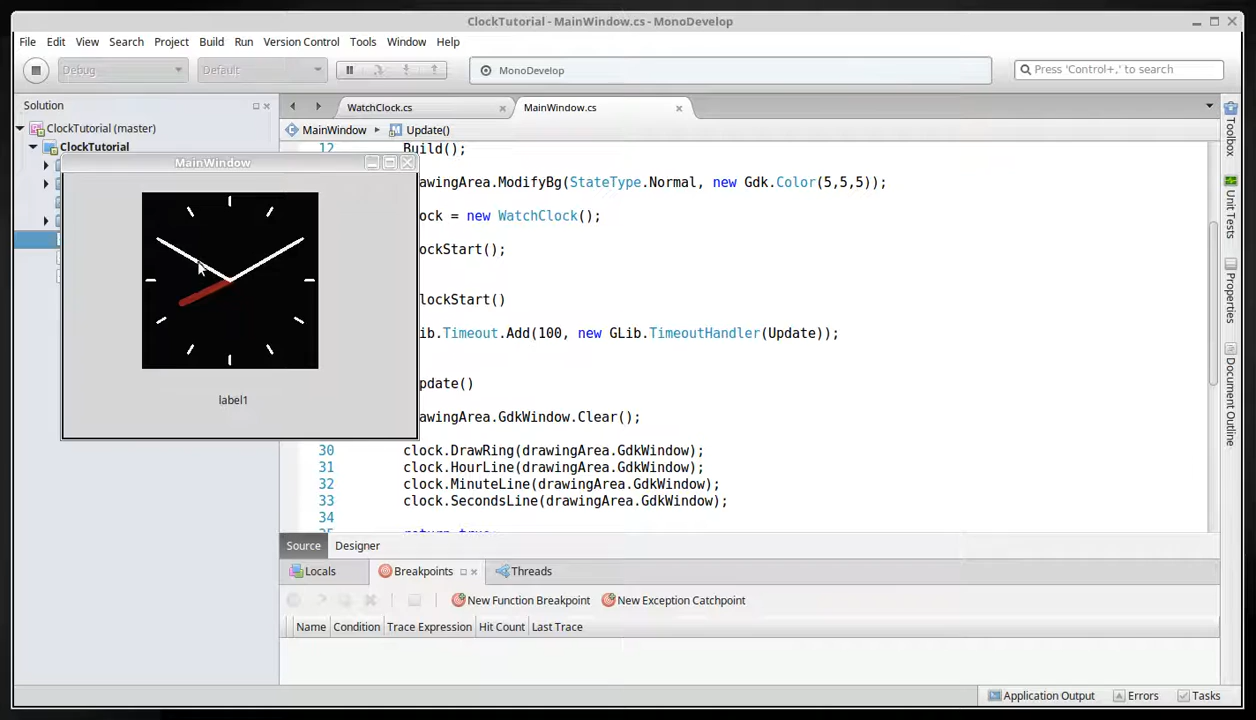 ClockTutorial - MainWindow.cs - MonoDevelop
File Edit View Search Project Build Run Version Control Tools Window Help
Debug Default MonoDevelop Press 'Control+,' to search
Solution WatchClock.cs MainWindow.cs
ClockTutorial (master) MainWindow Update()
ClockTutorial
MainWindow
label1
12 Build();
awingArea.ModifyBg(StateType.Normal, new Gdk.Color(5,5,5));
ock = new WatchClock();
ockStart();
lockStart()
ib.Timeout.Add(100, new GLib.TimeoutHandler(Update));
pdate()
awingArea.GdkWindow.Clear();
30 clock.DrawRing(drawingArea.GdkWindow);
31 clock.HourLine(drawingArea.GdkWindow);
32 clock.MinuteLine(drawingArea.GdkWindow);
33 clock.SecondsLine(drawingArea.GdkWindow);
34
35 return true;
Source Designer
Locals Breakpoints Threads
New Function Breakpoint New Exception Catchpoint
Name Condition Trace Expression Hit Count Last Trace
Application Output Errors Tasks
Toolbox
Unit Tests
Properties
Document Outline